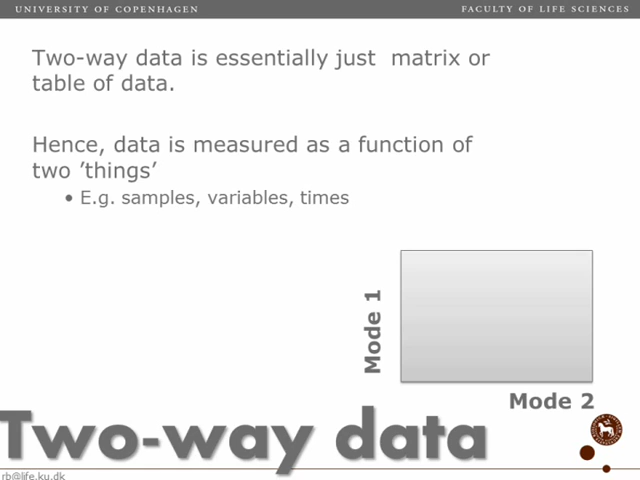 UNIVERSITY OF COPENHAGEN
FACULTY OF LIFE SCIENCES
Two-way data is essentially just  matrix or
table of data.
Hence, data is measured as a function of
two ’things’
• E.g. samples, variables, times
Mode 1
Mode 2
Two-way data
rb@life.ku.dk